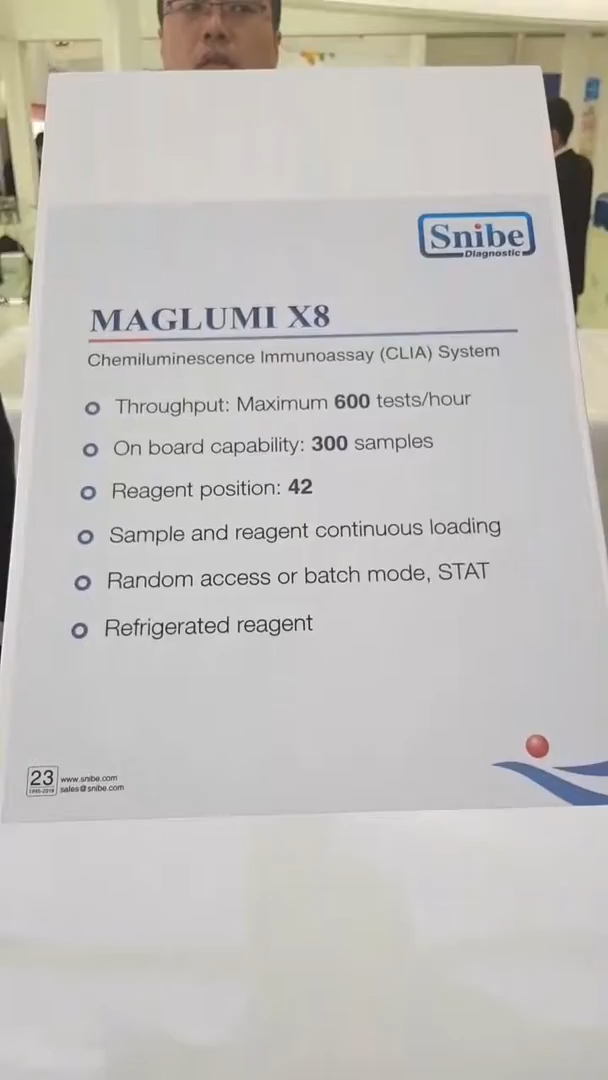 Snibe
Diagnostic
MAGLUMI X8
Chemiluminescence Immunoassay (CLIA) System
Throughput: Maximum 600 tests/hour
On board capability: 300 samples
Reagent position: 42
Sample and reagent continuous loading
Random access or batch mode, STAT
Refrigerated reagent
23
1995-2018
www.snibe.com
sales@snibe.com